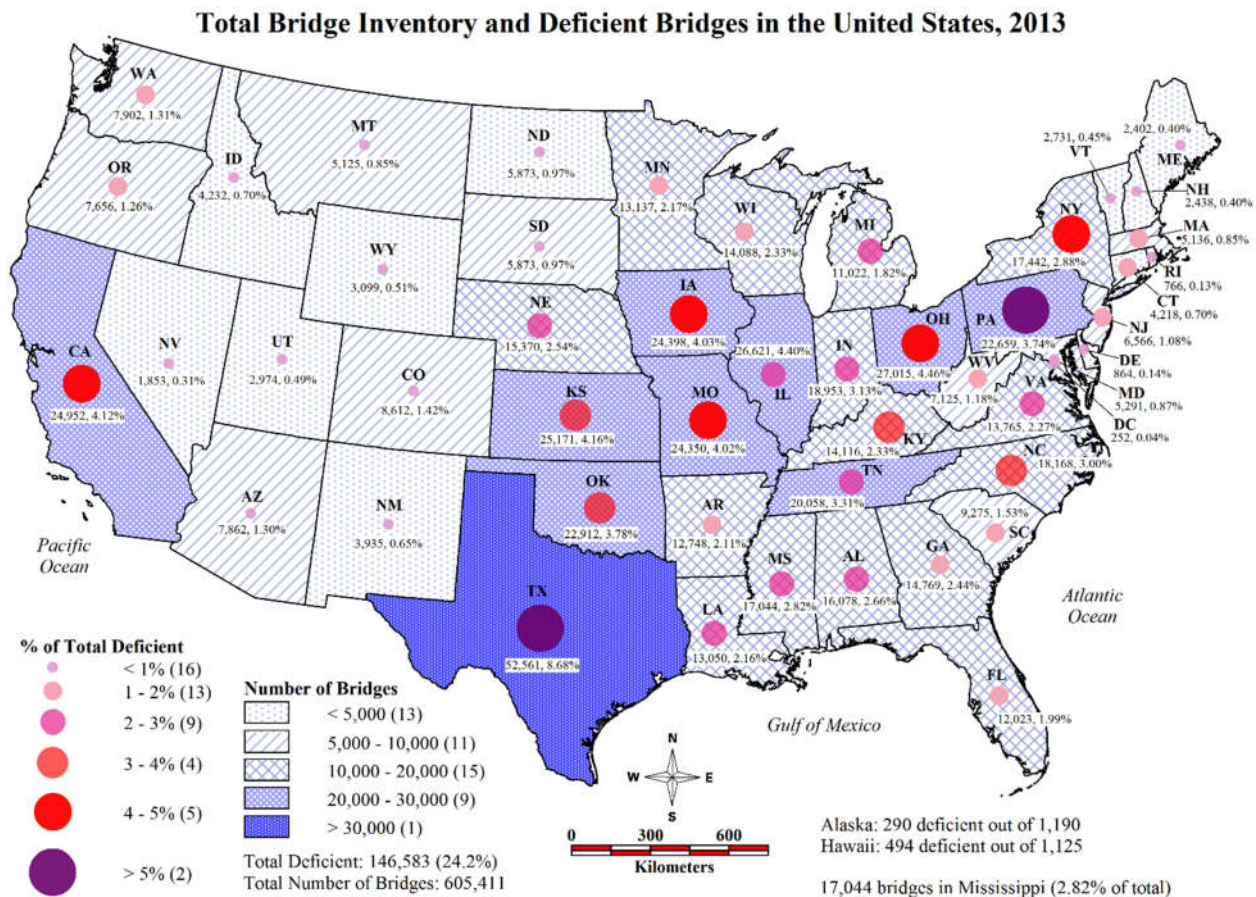 Total Bridge Inventory and Deficient Bridges in the United States, 2013
WA
7,902, 1.31%
OR
7,656, 1.26%
ID
4,232, 0.70%
MT
5,125, 0.85%
ND
5,873, 0.97%
SD
5,873, 0.97%
WY
3,099, 0.51%
MN
13,137, 2.17%
WI
14,088, 2.33%
MI
11,022, 1.82%
NY
17,442, 2.88%
2,731, 0.45%
VT
2,402, 0.40%
ME
NH
2,438, 0.40%
MA
5,136, 0.85%
RI
766, 0.13%
CT
4,218, 0.70%
NJ
6,566, 1.08%
DE
864, 0.14%
MD
5,291, 0.87%
DC
252, 0.04%
CA
24,952, 4.12%
NV
1,853, 0.31%
UT
2,974, 0.49%
CO
8,612, 1.42%
NE
15,370, 2.54%
IA
24,398, 4.03%
KS
25,171, 4.16%
MO
24,350, 4.02%
26,621, 4.40%
IL
IN
18,953, 3.13%
OH
27,015, 4.46%
PA
22,659, 3.74%
WV
7,125, 1.18%
VA
13,765, 2.27%
KY
14,116, 2.33%
NC
18,168, 3.00%
TN
20,058, 3.31%
AZ
7,862, 1.30%
NM
3,935, 0.65%
OK
22,912, 3.78%
AR
12,748, 2.11%
9,275, 1.53%
SC
GA
14,769, 2.44%
AL
16,078, 2.66%
MS
17,044, 2.82%
LA
13,050, 2.16%
TX
52,561, 8.68%
FL
12,023, 1.99%
Pacific
Ocean
Atlantic
Ocean
Gulf of Mexico
% of Total Deficient
< 1% (16)
1 - 2% (13)
2 - 3% (9)
3 - 4% (4)
4 - 5% (5)
> 5% (2)
Number of Bridges
< 5,000 (13)
5,000 - 10,000 (11)
10,000 - 20,000 (15)
20,000 - 30,000 (9)
> 30,000 (1)
Total Deficient: 146,583 (24.2%)
Total Number of Bridges: 605,411
N
W E
S
0 300 600
Kilometers
Alaska: 290 deficient out of 1,190
Hawaii: 494 deficient out of 1,125
17,044 bridges in Mississippi (2.82% of total)